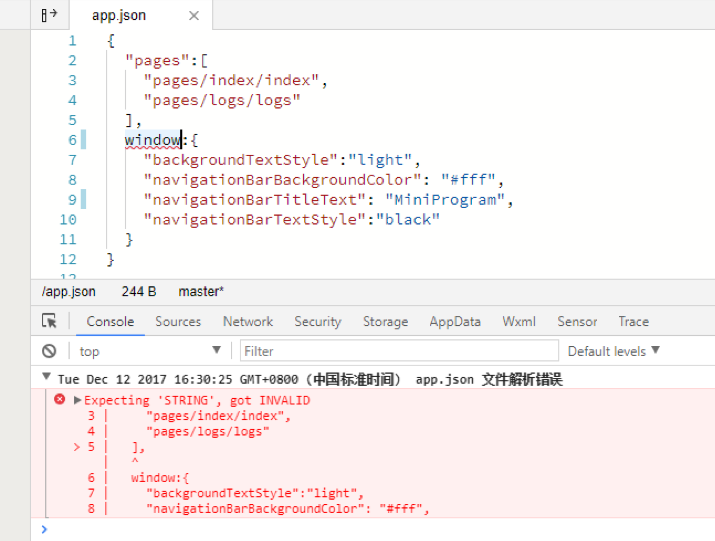 app.json ×
1 {
2 "pages":[
3 "pages/index/index",
4 "pages/logs/logs"
5 ],
6 window:{
7 "backgroundTextStyle":"light",
8 "navigationBarBackgroundColor": "#fff",
9 "navigationBarTitleText": "MiniProgram",
10 "navigationBarTextStyle":"black"
11 }
12 }
12
/app.json 244 B master*
Console Sources Network Security Storage AppData Wxml Sensor Trace
top ▼ Filter Default levels ▼
▼ Tue Dec 12 2017 16:30:25 GMT+0800 (中国标准时间) app.json 文件解析错误
▶Expecting 'STRING', got INVALID
3 | "pages/index/index",
4 | "pages/logs/logs"
> 5 | ],
| ^
6 | window:{
7 | "backgroundTextStyle":"light",
8 | "navigationBarBackgroundColor": "#fff",
>